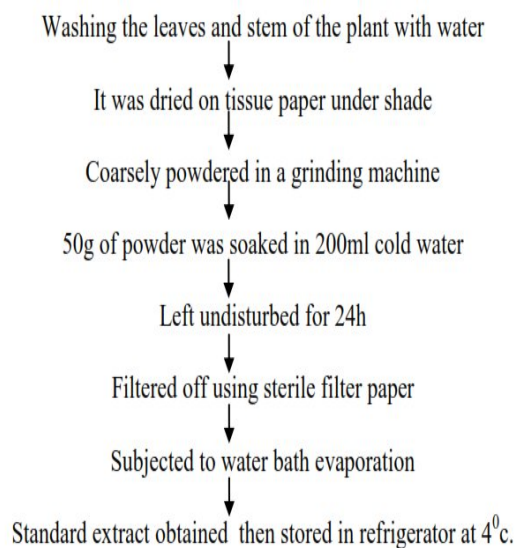 Washing the leaves and stem of the plant with water
It was dried on tissue paper under shade
Coarsely powdered in a grinding machine
50g of powder was soaked in 200ml cold water
Left undisturbed for 24h
Filtered off using sterile filter paper
Subjected to water bath evaporation
Standard extract obtained then stored in refrigerator at 4⁰c.